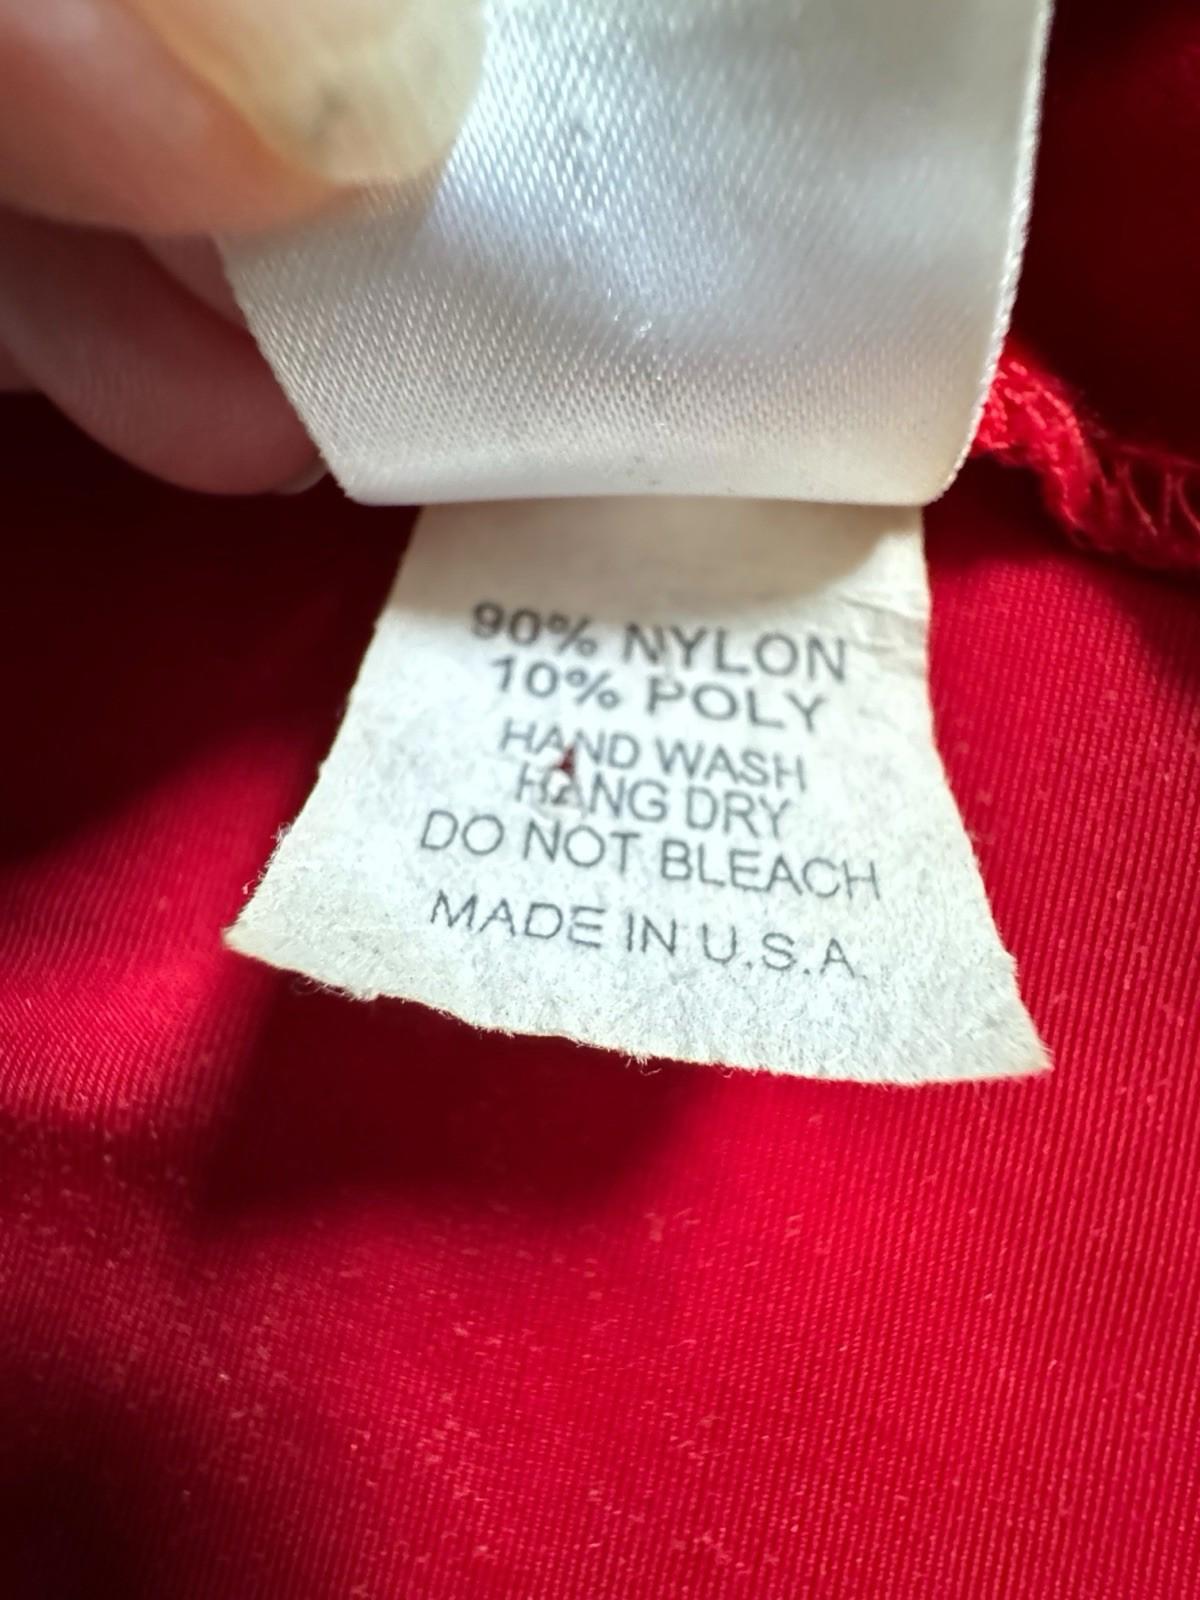 90% NYLON
10% POLY
HAND WASH
HANG DRY
DO NOT BLEACH
MADE IN U.S.A.